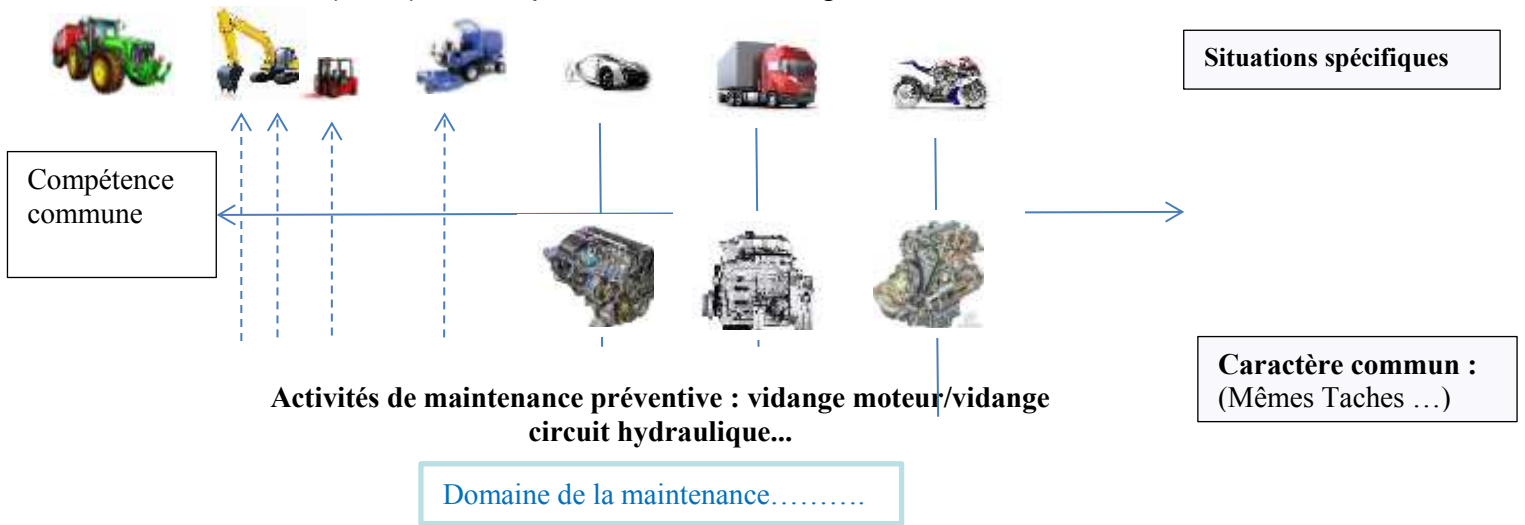 Situations spécifiques
Compétence
commune
Caractère commun :
(Mêmes Taches …)
Activités de maintenance préventive : vidange moteur/vidange
circuit hydraulique...
Domaine de la maintenance……….